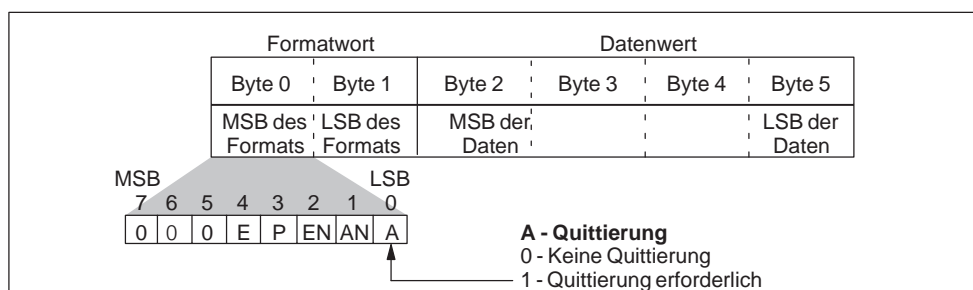 Formatwort Datenwert
Byte 0 Byte 1 Byte 2 Byte 3 Byte 4 Byte 5
MSB des LSB des MSB der LSB der
Formats Formats Daten Daten
MSB LSB
7 6 5 4 3 2 1 0
0 0 0 E P EN AN A
A - Quittierung
0 - Keine Quittierung
1 - Quittierung erforderlich